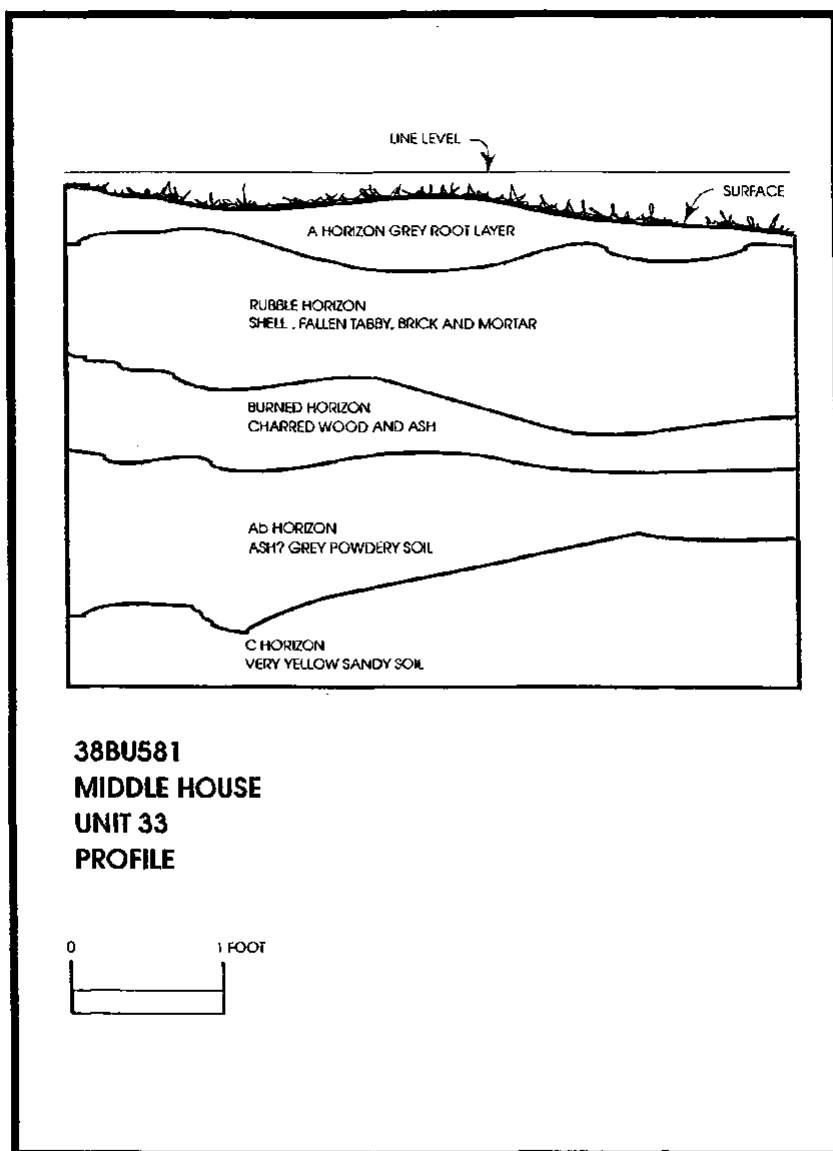 LINE LEVEL
SURFACE
A HORIZON GREY ROOT LAYER
RUBBLE HORIZON
SHELL , FALLEN TABBY, BRICK AND MORTAR
BURNED HORIZON
CHARRED WOOD AND ASH
Ab HORIZON
ASH? GREY POWDERY SOIL
C HORIZON
VERY YELLOW SANDY SOIL
38BU581
MIDDLE HOUSE
UNIT 33
PROFILE
0 1 FOOT